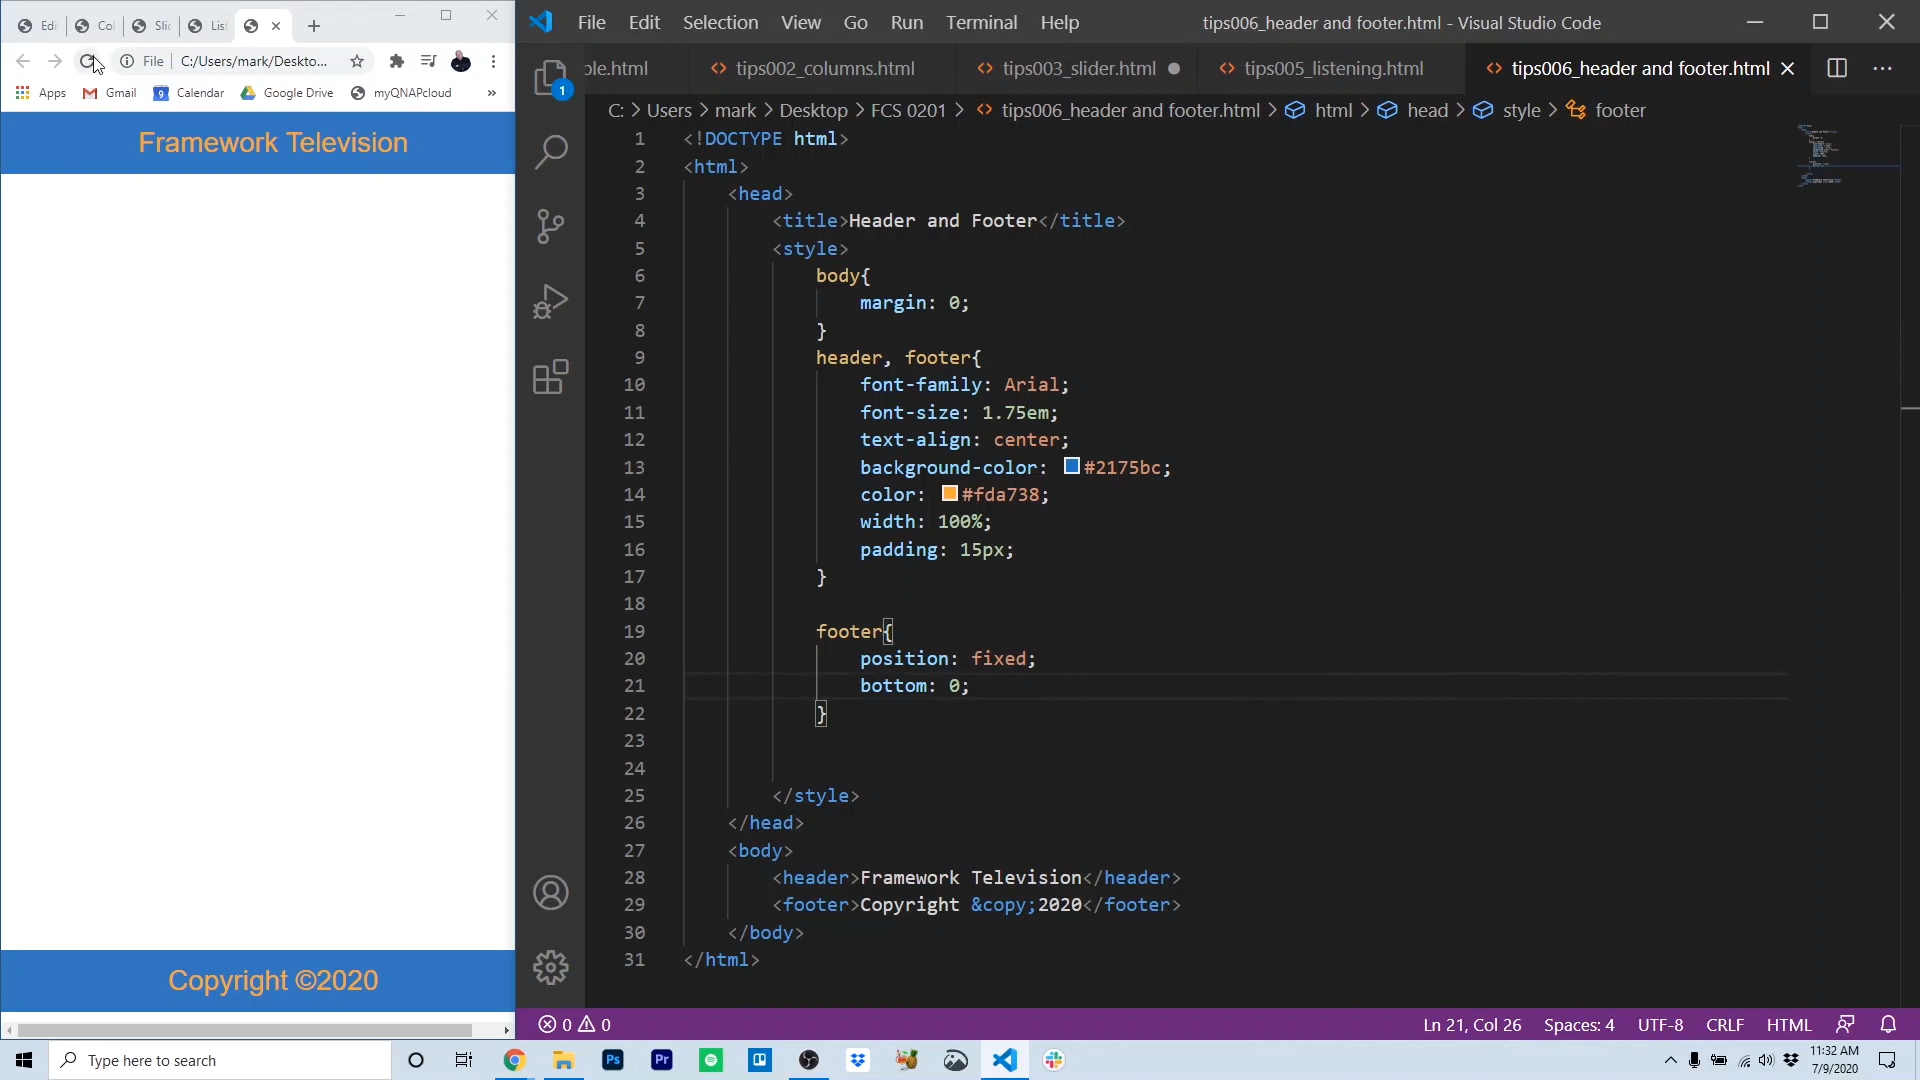 Edi
Col
Slid
List
File C:/Users/mark/Deskto...
Apps Gmail Calendar Google Drive myQNAPcloud »
Framework Television
Copyright ©2020
File Edit Selection View Go Run Terminal Help
tips006_header and footer.html - Visual Studio Code
ple.html tips002_columns.html tips003_slider.html tips005_listening.html tips006_header and footer.html
C: > Users > mark > Desktop > FCS 0201 > tips006_header and footer.html > html > head > style > footer
1
1 <!DOCTYPE html>
2 <html>
3 <head>
4 <title>Header and Footer</title>
5 <style>
6 body{
7 margin: 0;
8 }
9 header, footer{
10 font-family: Arial;
11 font-size: 1.75em;
12 text-align: center;
13 background-color: #2175bc;
14 color: #fda738;
15 width: 100%;
16 padding: 15px;
17 }
18
19 footer{
20 position: fixed;
21 bottom: 0;
22 }
23
24
25 </style>
26 </head>
27 <body>
28 <header>Framework Television</header>
29 <footer>Copyright &copy;2020</footer>
30 </body>
31 </html>
0 0
Ln 21, Col 26 Spaces: 4 UTF-8 CRLF HTML
Type here to search
Ps
Pr
11:32 AM
7/9/2020